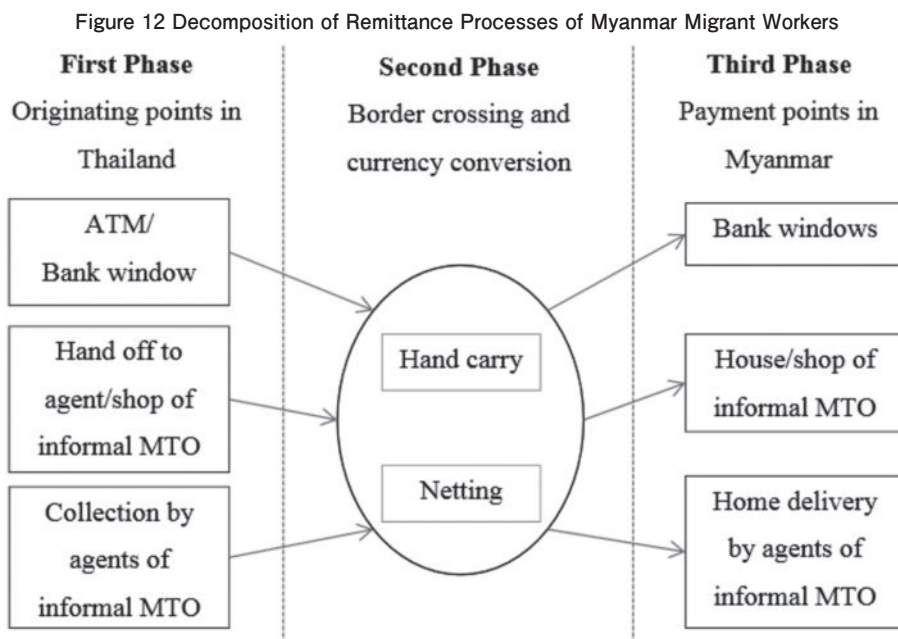 Figure 12 Decomposition of Remittance Processes of Myanmar Migrant Workers
First Phase
Originating points in
Thailand
ATM/
Bank window
Hand off to
agent/shop of
informal MTO
Collection by
agents of
informal MTO
Second Phase
Border crossing and
currency conversion
Hand carry
Netting
Third Phase
Payment points in
Myanmar
Bank windows
House/shop of
informal MTO
Home delivery
by agents of
informal MTO